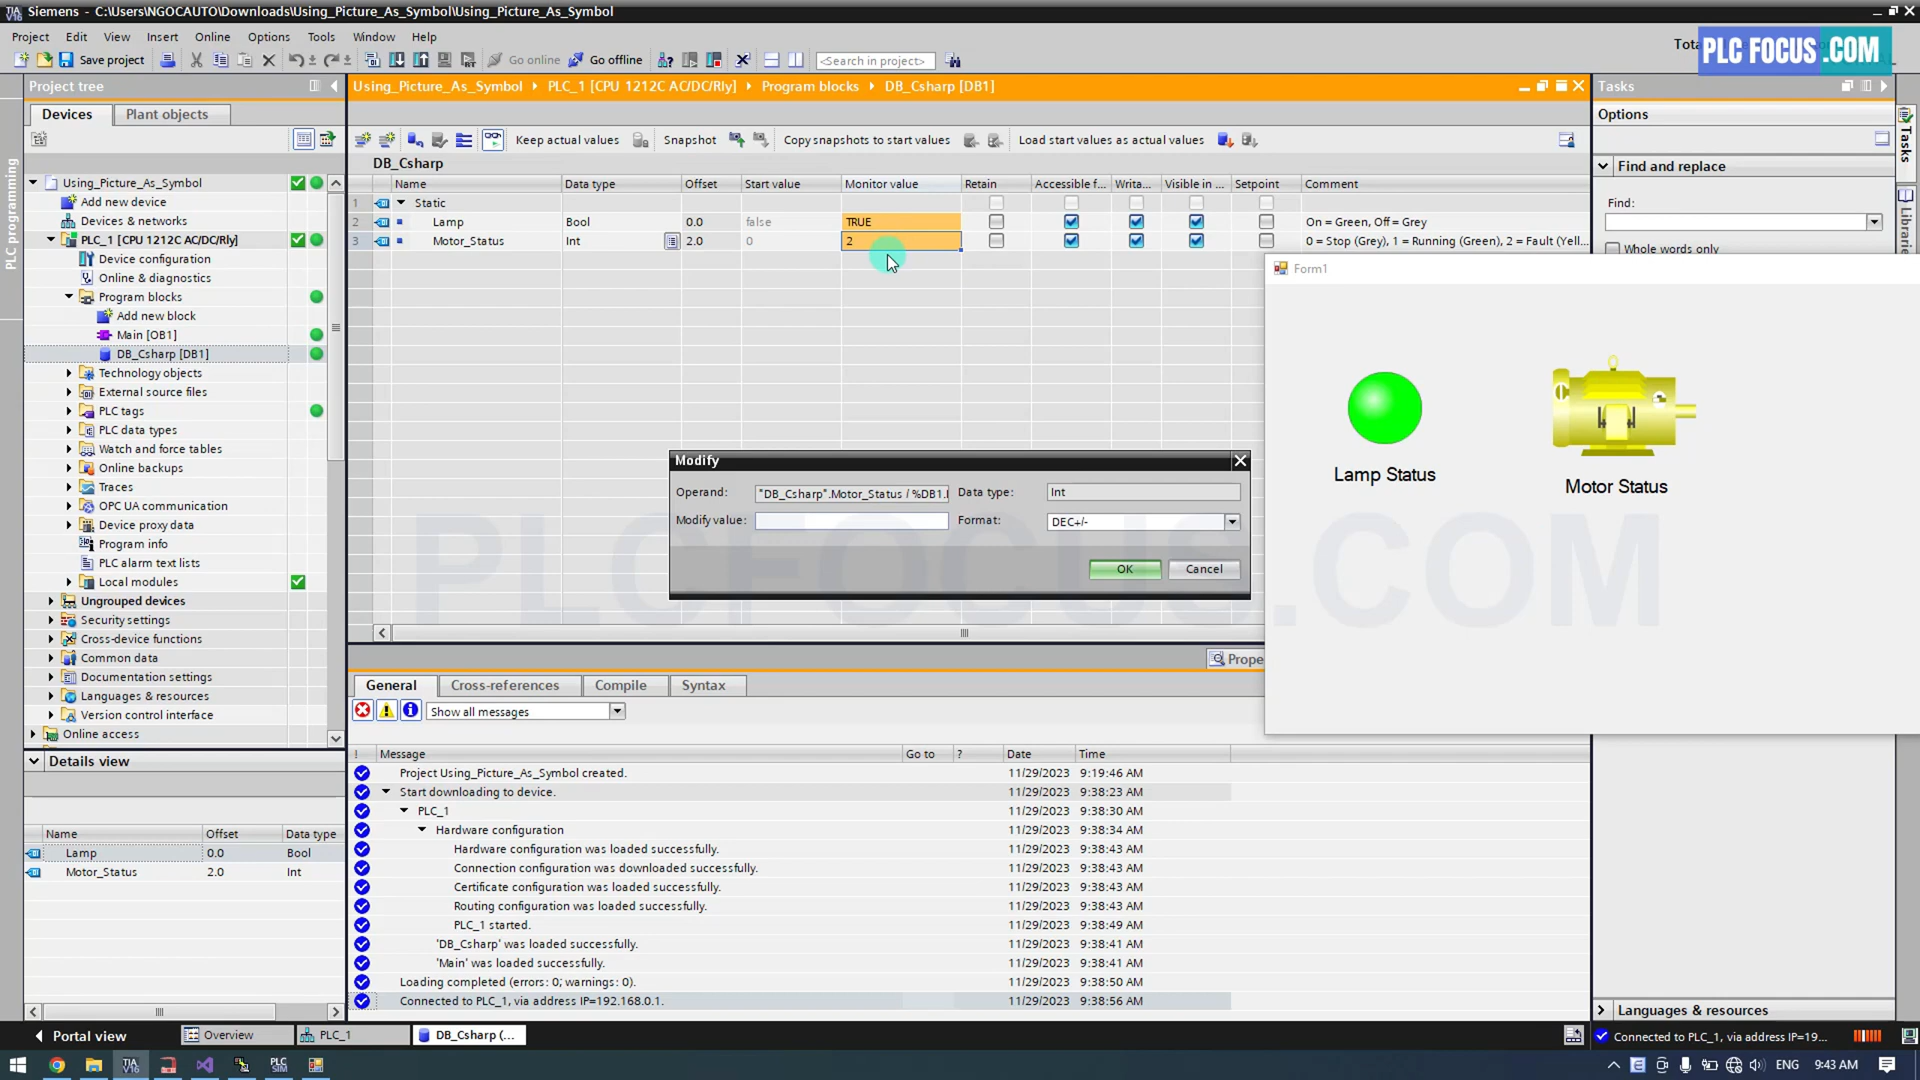 Siemens - C:\Users\NGOCAUTO\Downloads\Using_Picture_As_Symbol\Using_Picture_As_Symbol
Project Edit View Insert Online Options Tools Window Help
PLC FOCUS .COM
Save project
Go online
Go offline
<Search in project>
Project tree
Using_Picture_As_Symbol PLC_1 [CPU 1212C AC/DC/Rly] Program blocks DB_Csharp [DB1]
Tasks
Devices
Plant objects
Options
Keep actual values
Snapshot
Copy snapshots to start values
Load start values as actual values
PLC programming
Tasks
DB_Csharp
Find and replace
Name Data type Offset Start value Monitor value Retain Accessible f... Writa... Visible in ... Setpoint Comment
1 Static
2 Lamp Bool 0.0 false TRUE On = Green, Off = Grey
3 Motor_Status Int 2.0 0 2 0 = Stop (Grey), 1 = Running (Green), 2 = Fault (Yell...
Find:
Whole words only
Using_Picture_As_Symbol
Add new device
Devices & networks
PLC_1 [CPU 1212C AC/DC/Rly]
Device configuration
Online & diagnostics
Program blocks
Add new block
Main [OB1]
DB_Csharp [DB1]
Technology objects
External source files
PLC tags
PLC data types
Watch and force tables
Online backups
Traces
OPC UA communication
Device proxy data
Program info
PLC alarm text lists
Local modules
Ungrouped devices
Security settings
Cross-device functions
Common data
Documentation settings
Languages & resources
Version control interface
Online access
Form1
Lamp Status
Motor Status
Modify
Operand: "DB_Csharp".Motor_Status / %DB1.
Data type: Int
Modify value:
Format: DEC+/-
OK
Cancel
PLCFOCUS.COM
Prope
General Cross-references Compile Syntax
Show all messages
! Message Go to ? Date Time
Project Using_Picture_As_Symbol created. 11/29/2023 9:19:46 AM
Start downloading to device. 11/29/2023 9:38:23 AM
PLC_1 11/29/2023 9:38:30 AM
Hardware configuration 11/29/2023 9:38:34 AM
Hardware configuration was loaded successfully. 11/29/2023 9:38:43 AM
Connection configuration was downloaded successfully. 11/29/2023 9:38:43 AM
Certificate configuration was loaded successfully. 11/29/2023 9:38:43 AM
Routing configuration was loaded successfully. 11/29/2023 9:38:43 AM
PLC_1 started. 11/29/2023 9:38:49 AM
'DB_Csharp' was loaded successfully. 11/29/2023 9:38:41 AM
'Main' was loaded successfully. 11/29/2023 9:38:41 AM
Loading completed (errors: 0; warnings: 0). 11/29/2023 9:38:50 AM
Connected to PLC_1, via address IP=192.168.0.1. 11/29/2023 9:38:56 AM
Details view
Name Offset Data type
Lamp 0.0 Bool
Motor_Status 2.0 Int
Languages & resources
Portal view
Overview
PLC_1
DB_Csharp (...
Connected to PLC_1, via address IP=19...
TIA V16
PLC SIM
ENG 9:43 AM